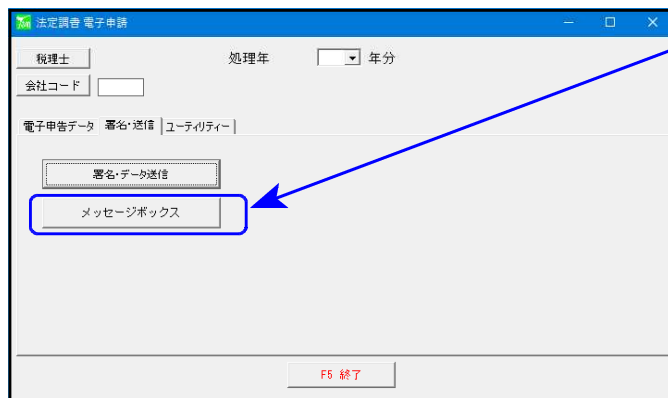 法定調書 電子申請
税理士 処理年 年分
会社コード
電子申告データ 署名・送信 ユーティリティー
署名・データ送信
メッセージボックス
F5 終了